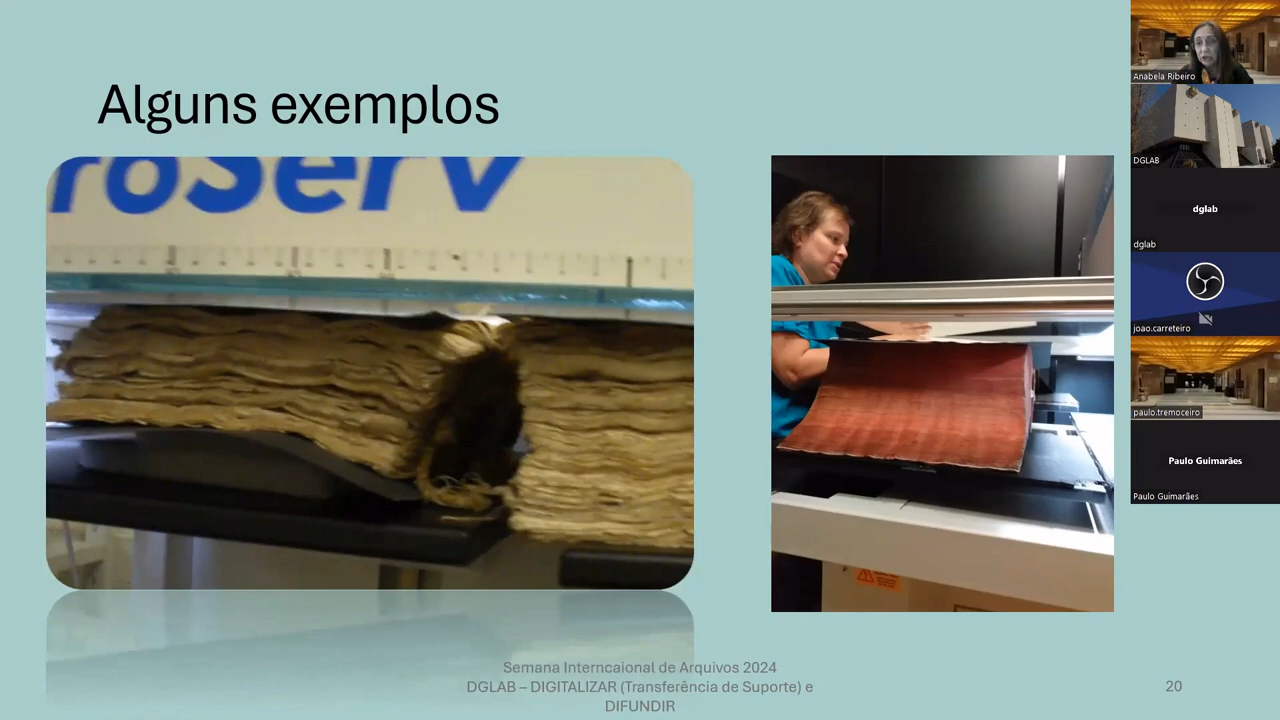 Alguns exemplos
roServ
Semana Interncaional de Arquivos 2024
DGLAB – DIGITALIZAR (Transferência de Suporte) e
DIFUNDIR
20
Anabela Ribeiro
DGLAB
dglab
dglab
joao.carreteiro
paulo.tremoceiro
Paulo Guimarães
Paulo Guimarães